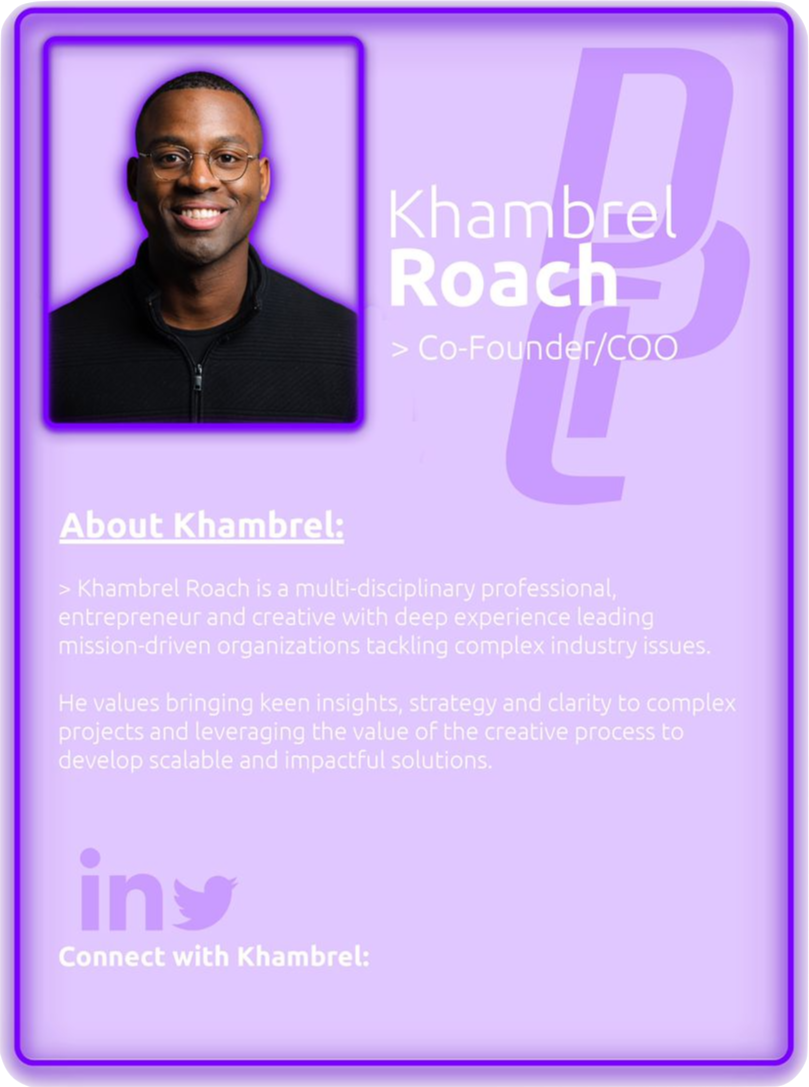 Khambrel
Roach
> Co-Founder/COO
About Khambrel:
> Khambrel Roach is a multi-disciplinary professional,
entrepreneur and creative with deep experience leading
mission-driven organizations tackling complex industry issues.
He values bringing keen insights, strategy and clarity to complex
projects and leveraging the value of the creative process to
develop scalable and impactful solutions.
in
Connect with Khambrel: